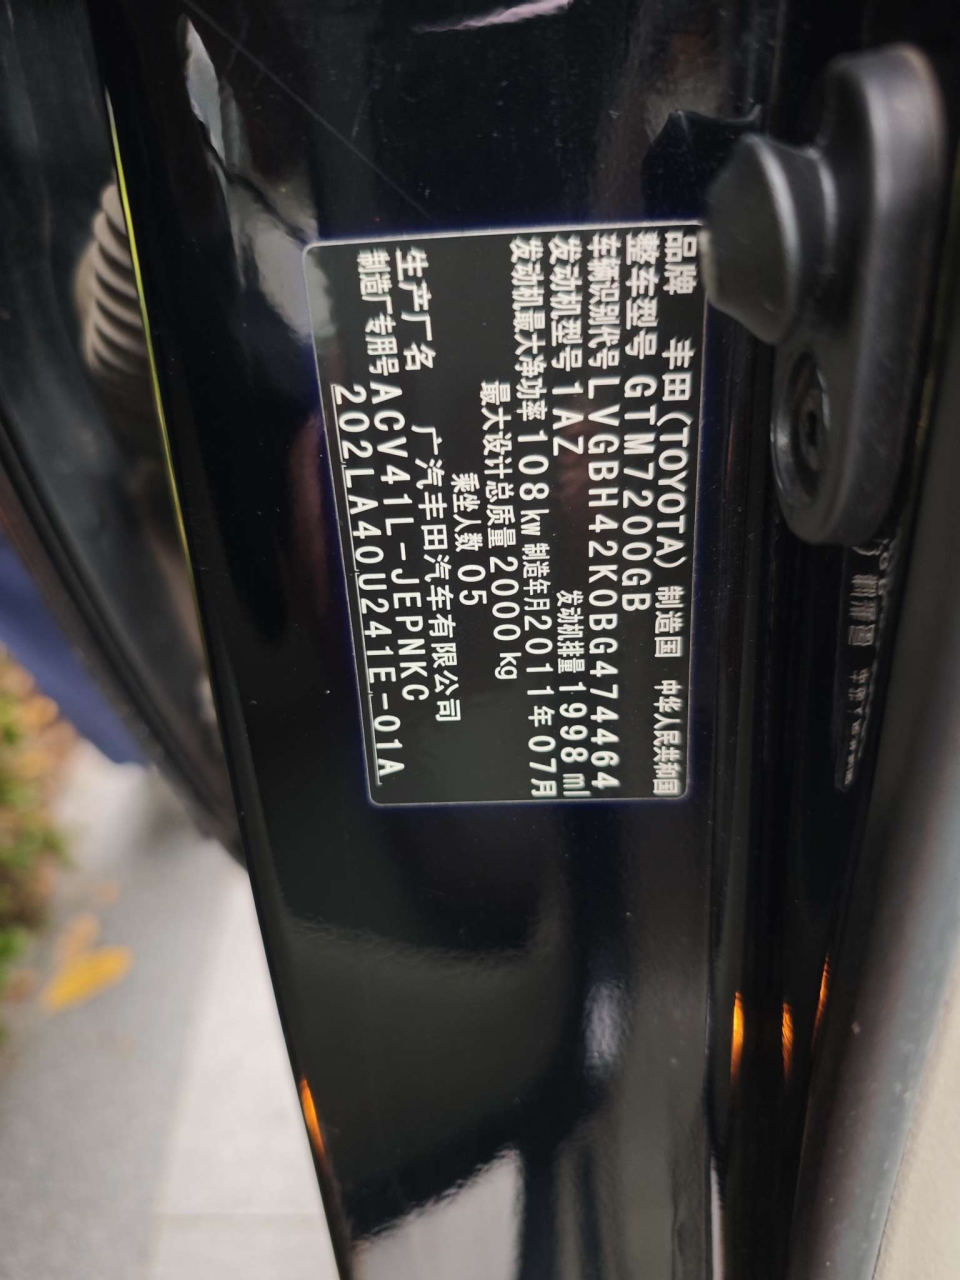 品牌 丰田(TOYOTA) 制造国 中华人民共和国
整车型号 GTM7200GB
车辆识别代号 LVGBH42K0BG474464
发动机型号 1AZ 发动机排量 1998 ml
发动机最大净功率 108 kw 制造年月 2011年07月
最大设计总质量 2000 kg
乘坐人数 05
生产厂名 广汽丰田汽车有限公司
制造厂专用号 ACV41L-JEPNKC
202LA40U241E-01A